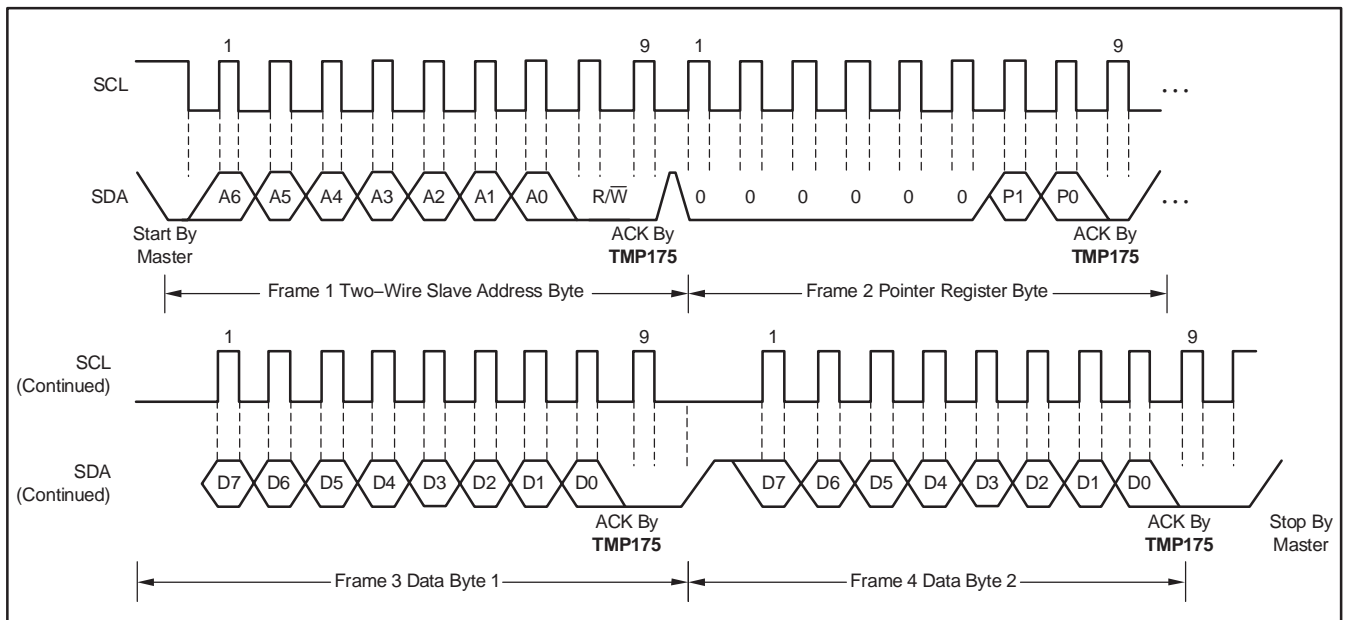 1 9 1 9
SCL ...
SDA A6 A5 A4 A3 A2 A1 A0 R/W̅ 0 0 0 0 0 0 P1 P0 ...
Start By Master
ACK By TMP175
ACK By TMP175
Frame 1 Two–Wire Slave Address Byte
Frame 2 Pointer Register Byte
1 9 1 9
SCL
(Continued)
SDA
(Continued)
D7 D6 D5 D4 D3 D2 D1 D0 D7 D6 D5 D4 D3 D2 D1 D0
ACK By
TMP175
ACK By
TMP175
Stop By
Master
Frame 3 Data Byte 1
Frame 4 Data Byte 2